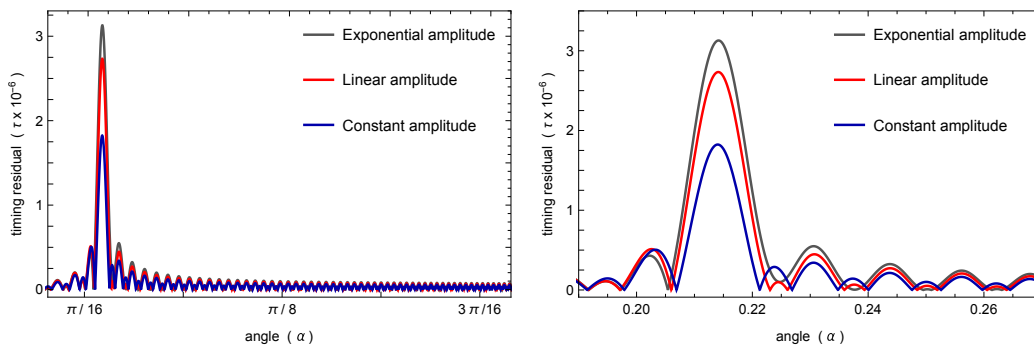 Exponential amplitude
Linear amplitude
Constant amplitude
timing residual ( τ x 10⁻⁶ )
3
2
1
0
π / 16
π / 8
3 π / 16
angle ( α )
Exponential amplitude
Linear amplitude
Constant amplitude
timing residual ( τ x 10⁻⁶ )
3
2
1
0
0.20
0.22
0.24
0.26
angle ( α )